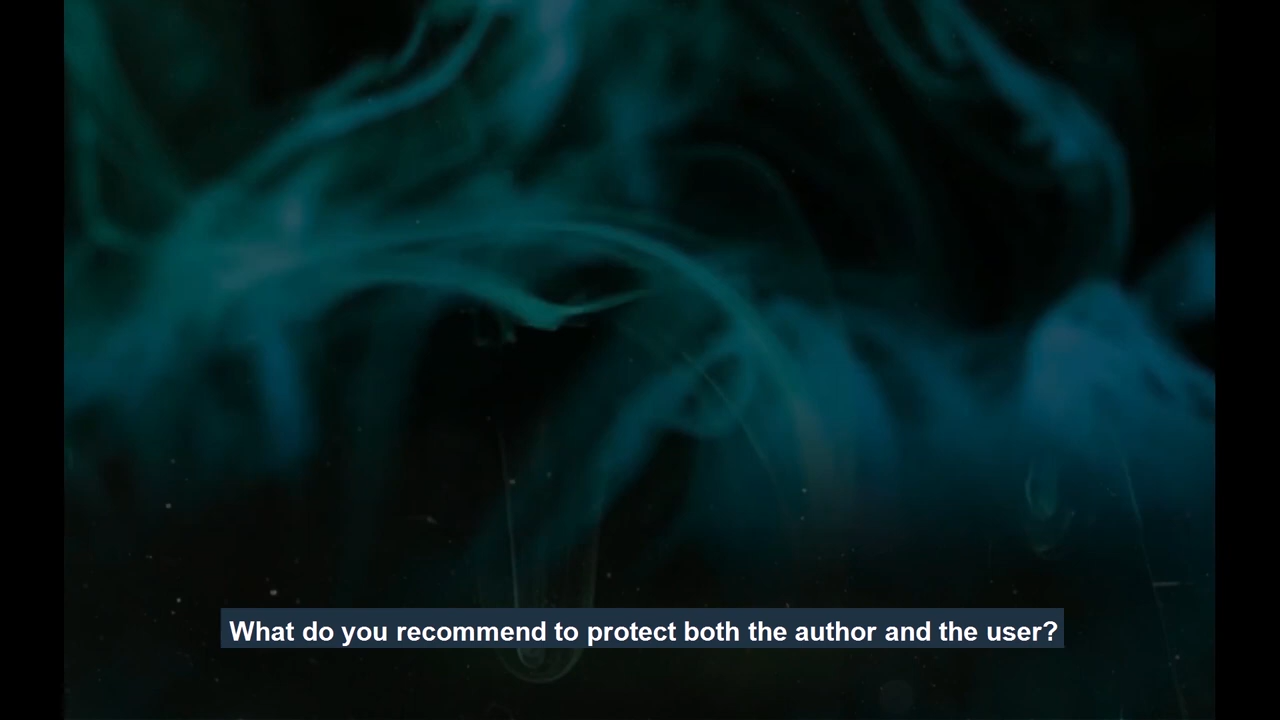 What do you recommend to protect both the author and the user?